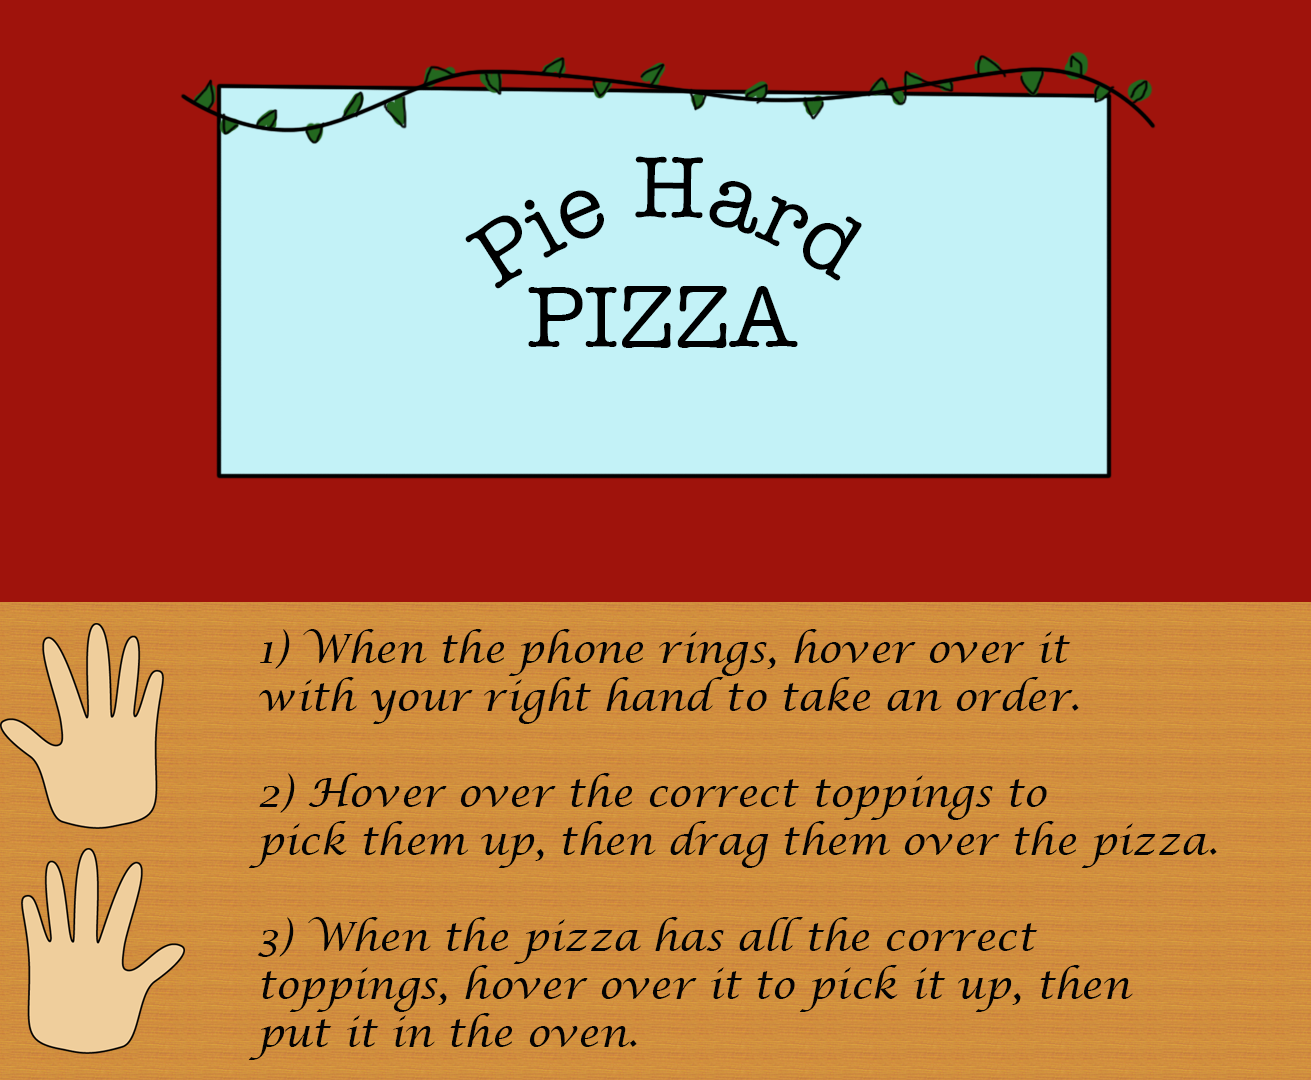 Pie Hard
PIZZA
1) When the phone rings, hover over it
with your right hand to take an order.
2) Hover over the correct toppings to
pick them up, then drag them over the pizza.
3) When the pizza has all the correct
toppings, hover over it to pick it up, then
put it in the oven.